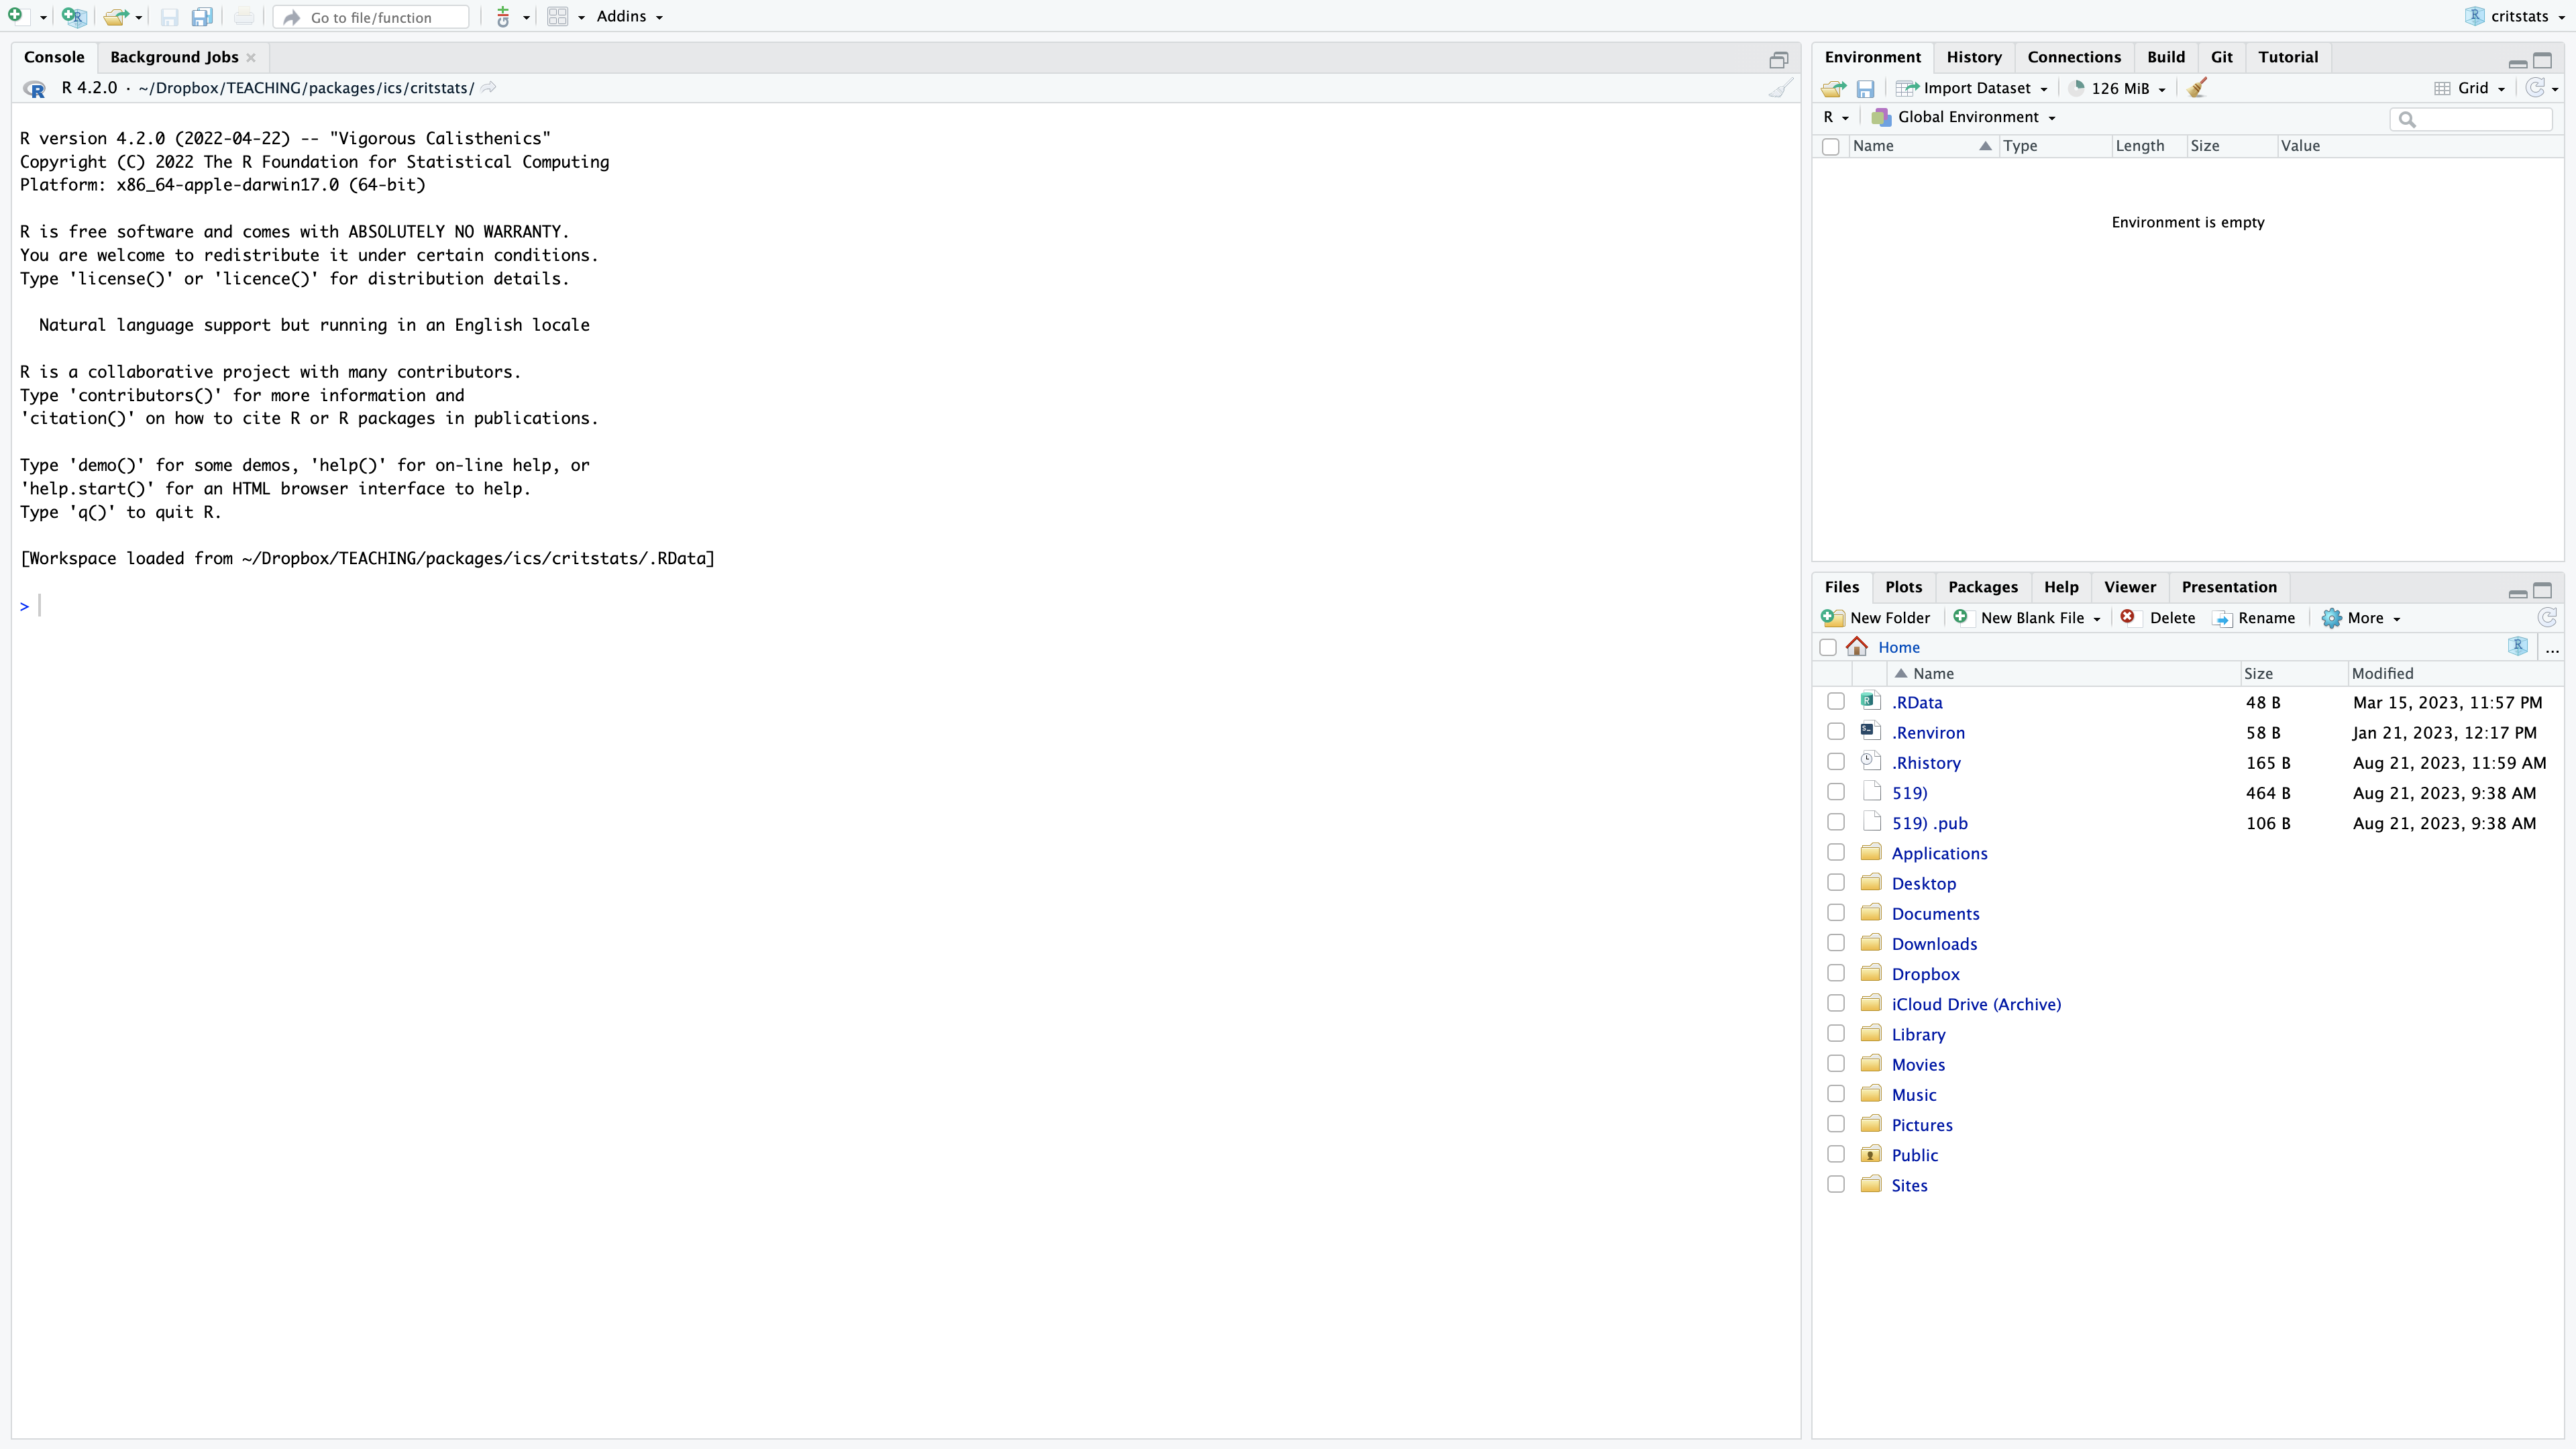 Go to file/function
Addins
critstats
Console Background Jobs
R 4.2.0 · ~/Dropbox/TEACHING/packages/ics/critstats/
R version 4.2.0 (2022-04-22) -- "Vigorous Calisthenics"
Copyright (C) 2022 The R Foundation for Statistical Computing
Platform: x86_64-apple-darwin17.0 (64-bit)
R is free software and comes with ABSOLUTELY NO WARRANTY.
You are welcome to redistribute it under certain conditions.
Type 'license()' or 'licence()' for distribution details.
Natural language support but running in an English locale
R is a collaborative project with many contributors.
Type 'contributors()' for more information and
'citation()' on how to cite R or R packages in publications.
Type 'demo()' for some demos, 'help()' for on-line help, or
'help.start()' for an HTML browser interface to help.
Type 'q()' to quit R.
[Workspace loaded from ~/Dropbox/TEACHING/packages/ics/critstats/.RData]
>
Environment History Connections Build Git Tutorial
Import Dataset 126 MiB Grid
R Global Environment
Name Type Length Size Value
Environment is empty
Files Plots Packages Help Viewer Presentation
New Folder New Blank File Delete Rename More
Home ...
Name Size Modified
.RData 48 B Mar 15, 2023, 11:57 PM
.Renviron 58 B Jan 21, 2023, 12:17 PM
.Rhistory 165 B Aug 21, 2023, 11:59 AM
519) 464 B Aug 21, 2023, 9:38 AM
519) .pub 106 B Aug 21, 2023, 9:38 AM
Applications
Desktop
Documents
Downloads
Dropbox
iCloud Drive (Archive)
Library
Movies
Music
Pictures
Public
Sites